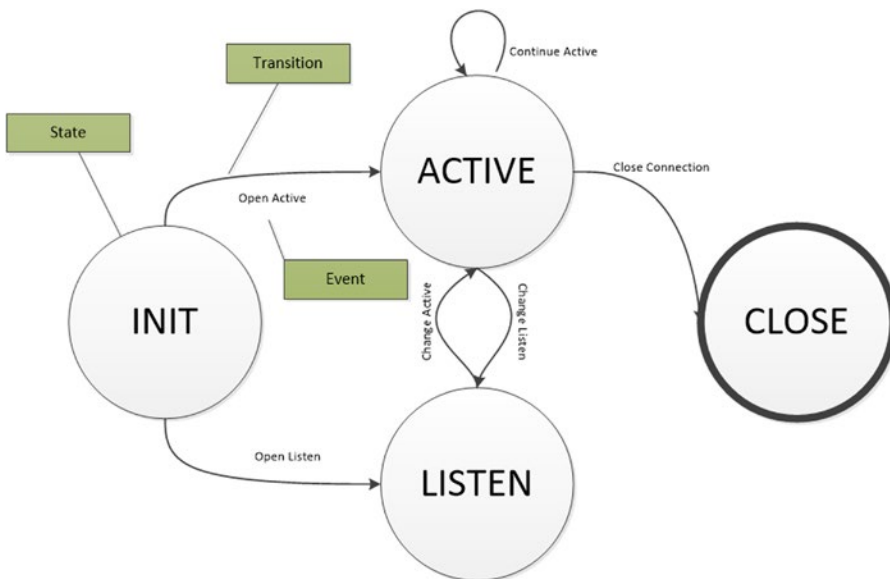 Continue Active
Transition
State
ACTIVE
Close Connection
Open Active
Event
INIT
Change Active
Change Listen
CLOSE
Open Listen
LISTEN